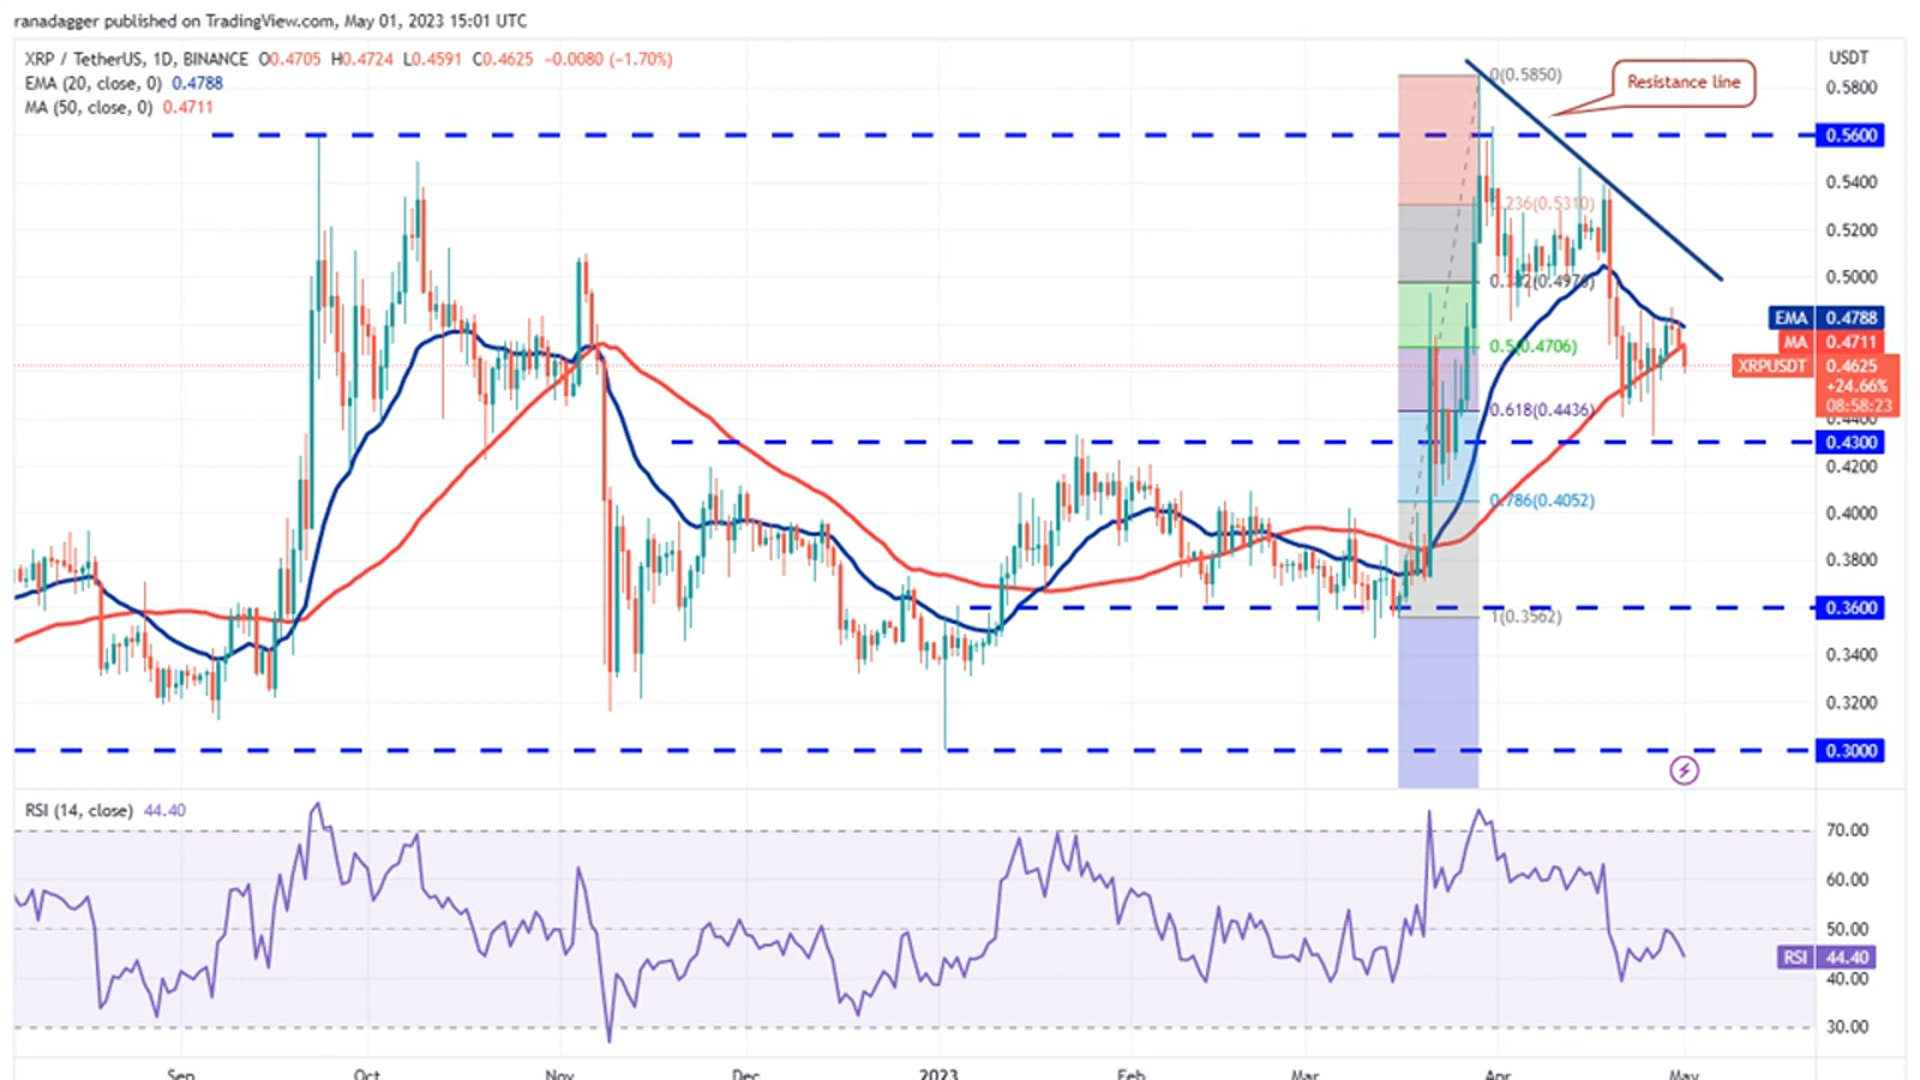 ranadagger published on TradingView.com, May 01, 2023 15:01 UTC
XRP / TetherUS, 1D, BINANCE O0.4705 H0.4724 L0.4591 C0.4625 -0.0080 (-1.70%)
EMA (20, close, 0) 0.4788
MA (50, close, 0) 0.4711
USDT
0(0.5850)
Resistance line
0.5800
0.5600
0.5400
0.236(0.5310)
0.5200
0.5000
EMA 0.4788
MA 0.4711
0.5(0.4706)
XRPUSDT 0.4625
+24.66%
08:58:23
0.618(0.4436)
0.4400
0.4300
0.4200
0.786(0.4052)
0.4000
0.3800
0.3600
1(0.3562)
0.3400
0.3200
0.3000
RSI (14, close) 44.40
70.00
60.00
50.00
RSI 44.40
40.00
30.00
Sep Oct Nov Dec 2023 Feb Mar Apr May